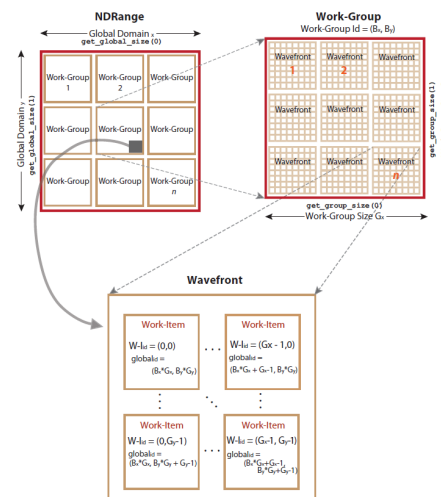 NDRange
Global Domain x
get_global_size(0)
Global Domain y
get_global_size(1)
Work-Group
1
Work-Group
2
Work-Group
Work-Group
Work-Group
Work-Group
Work-Group
Work-Group
Work-Group
n
Work-Group
Work-Group Id = (Bx, By)
Wavefront
1
Wavefront
2
Wavefront
Wavefront
Wavefront
Wavefront
Wavefront
Wavefront
Wavefront
n
get_group_size(1)
get_group_size(0)
Work-Group Size Gx
Wavefront
Work-Item
W-Iid = (0,0)
globalid =
(Bx*Gx, By*Gy)
...
Work-Item
W-Iid = (Gx - 1,0)
globalid =
(Bx*Gx + Gx-1, By*Gy)
Work-Item
W-Iid = (0,Gy-1)
globalid =
(Bx*Gx, By*Gy + Gy-1)
...
Work-Item
W-Iid = (Gx-1, Gy-1)
globalid =
(Bx*Gx+Gx-1,
By*Gy+Gy-1)